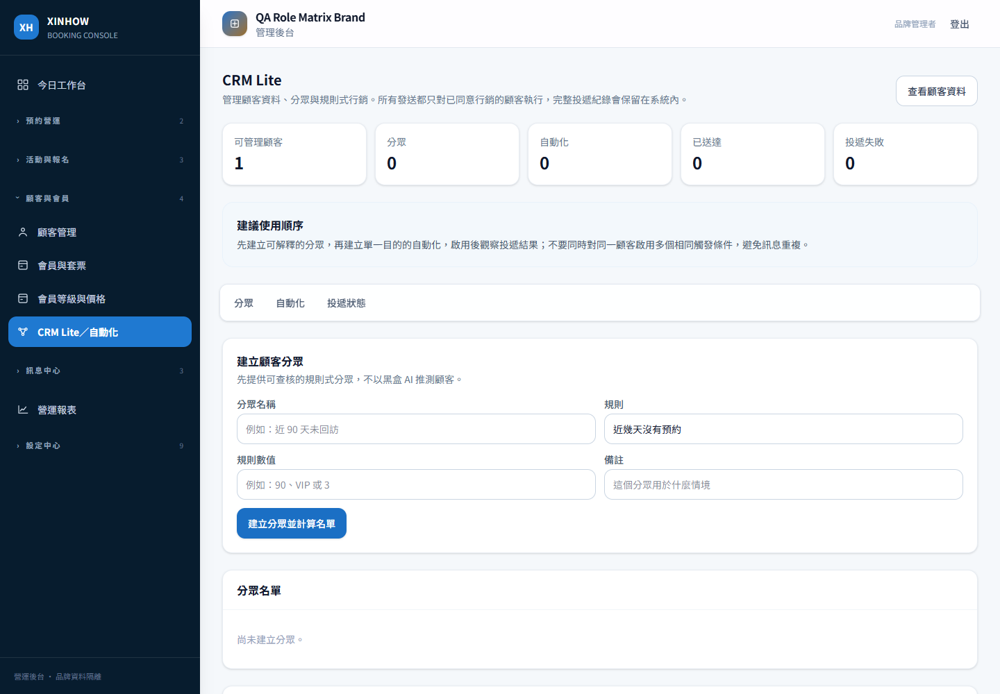 XH
XINHOW
BOOKING CONSOLE
今日工作台
預約營運
2
活動與報名
3
顧客與會員
4
顧客管理
會員與套票
會員等級與價格
CRM Lite／自動化
訊息中心
3
營運報表
設定中心
9
營運後台 · 品牌資料隔離
QA Role Matrix Brand
管理後台
品牌管理者
登出
CRM Lite
管理顧客資料、分眾與規則式行銷。所有發送都只對已同意行銷的顧客執行，完整投遞紀錄會保留在系統內。
查看顧客資料
可管理顧客
1
分眾
0
自動化
0
已送達
0
投遞失敗
0
建議使用順序
先建立可解釋的分眾，再建立單一目的的自動化，啟用後觀察投遞結果；不要同時對同一顧客啟用多個相同觸發條件，避免訊息重複。
分眾
自動化
投遞狀態
建立顧客分眾
先提供可查核的規則式分眾，不以黑盒 AI 推測顧客。
分眾名稱
例如：近 90 天未回訪
規則
近幾天沒有預約
規則數值
例如：90、VIP 或 3
備註
這個分眾用於什麼情境
建立分眾並計算名單
分眾名單
尚未建立分眾。